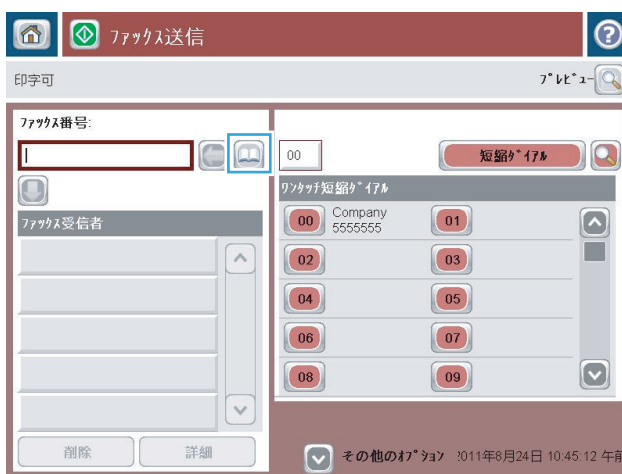 ﾌｧｯｸｽ送信
?
印字可
ﾌﾟﾚﾋﾞｭｰ
ﾌｧｯｸｽ番号:
00
短縮ﾀﾞｲｱﾙ
ﾜﾝﾀｯﾁ短縮ﾀﾞｲｱﾙ
00 Company 01
5555555
ﾌｧｯｸｽ受信者
02 03
04 05
06 07
08 09
削除 詳細
その他のｵﾌﾟｼｮﾝ 2011年8月24日 10:45:12 午前